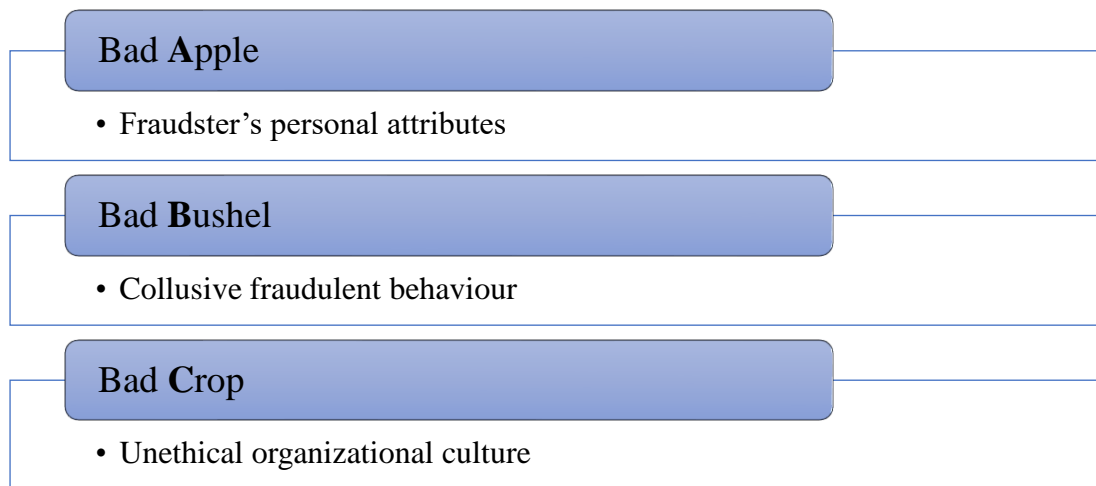 Bad Apple
• Fraudster’s personal attributes
Bad Bushel
• Collusive fraudulent behaviour
Bad Crop
• Unethical organizational culture